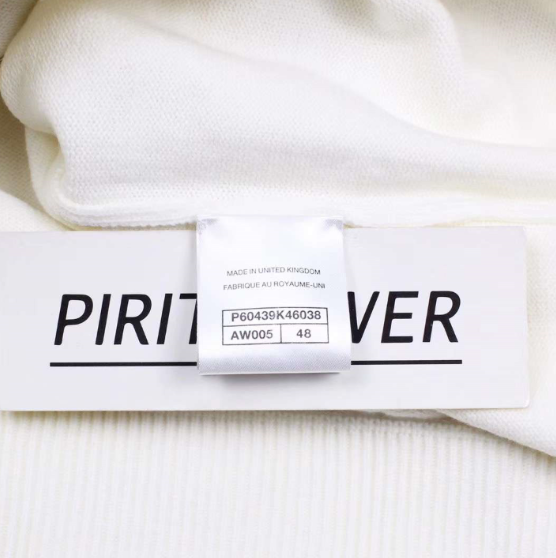 MADE IN UNITED KINGDOM
FABRIQUE AU ROYAUME-UNI
P60439K46038
AW005 48
PIRIT VER